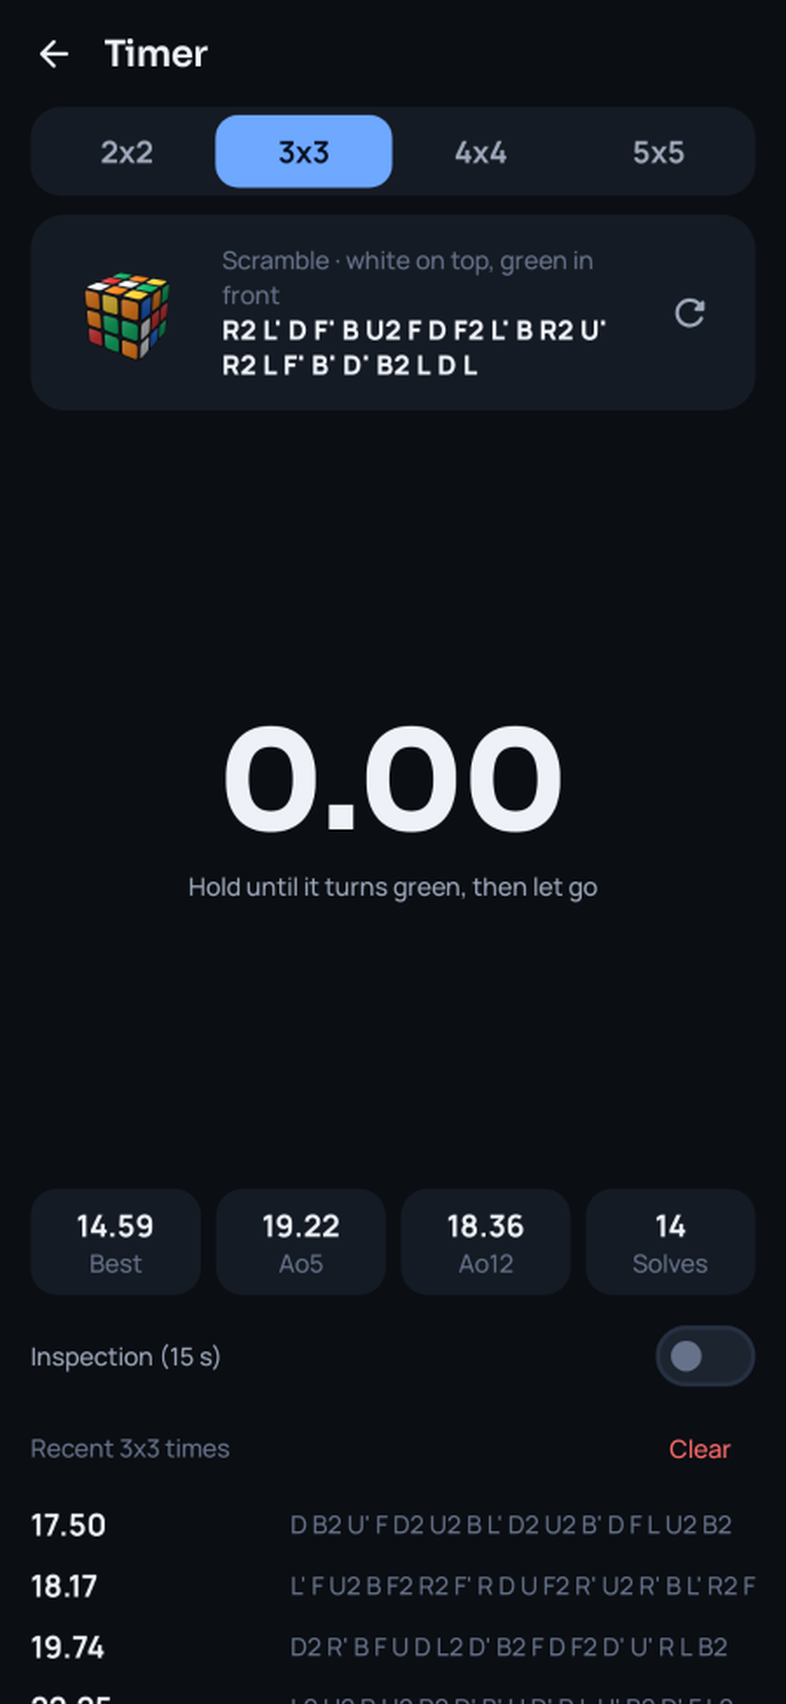 Timer
2x2 3x3 4x4 5x5
Scramble · white on top, green in
front
R2 L' D F' B U2 F D F2 L' B R2 U'
R2 L F' B' D' B2 L D L
0.00
Hold until it turns green, then let go
14.59 19.22 18.36 14
Best Ao5 Ao12 Solves
Inspection (15 s)
Recent 3x3 times Clear
17.50 D B2 U' F D2 U2 B L' D2 U2 B' D F L U2 B2
18.17 L' F U2 B F2 R2 F' R D U F2 R' U2 R' B L' R2 F
19.74 D2 R' B F U D L2 D' B2 F D F2 D' U' R L B2